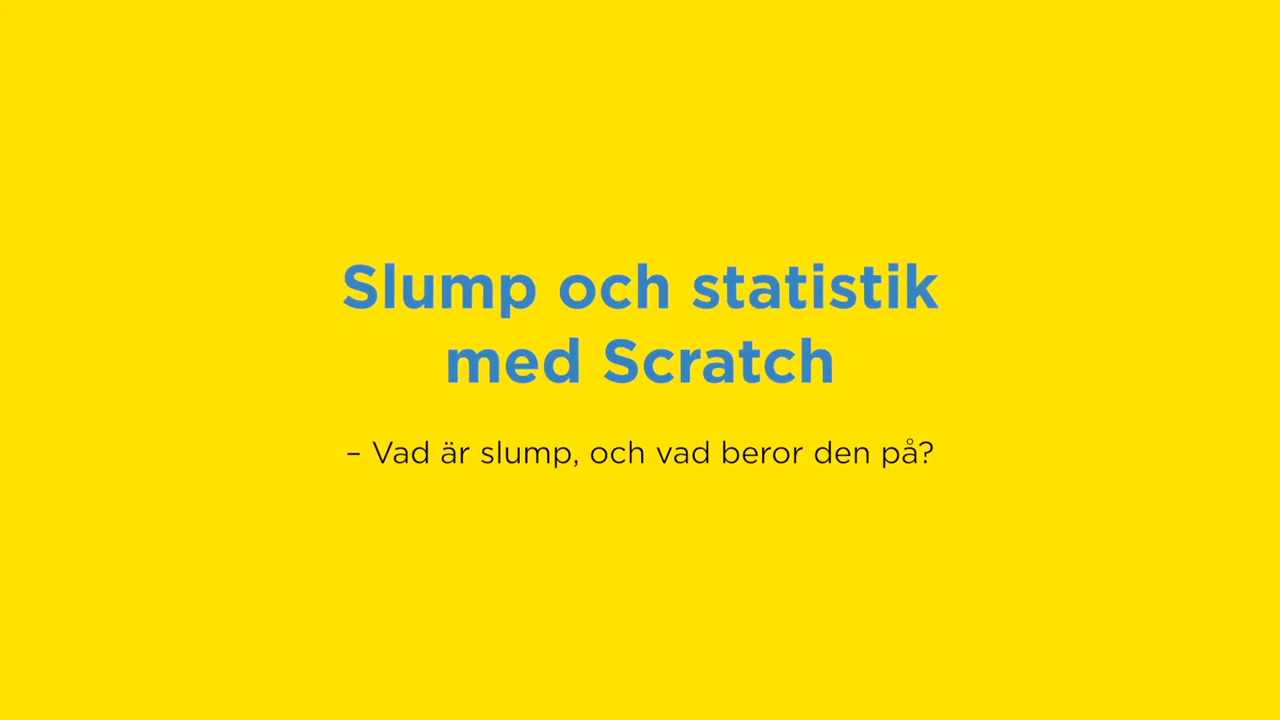 Slump och statistik
med Scratch
– Vad är slump, och vad beror den på?